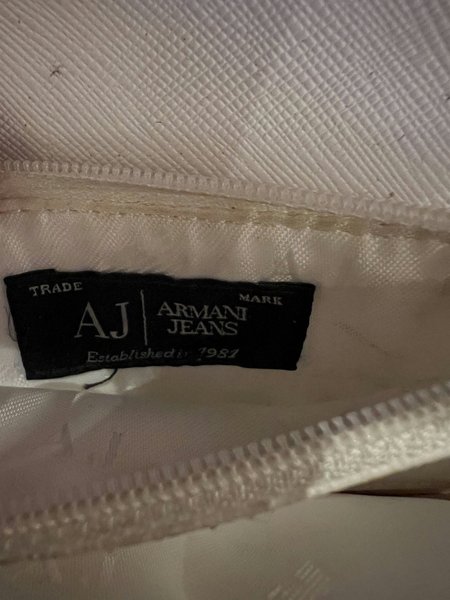 TRADE MARK
AJ ARMANI
JEANS
Established in 1981